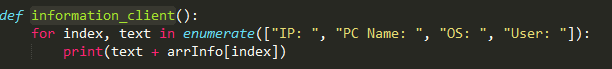 def information_client():
    for index, text in enumerate(["IP: ", "PC Name: ", "OS: ", "User: "]):
        print(text + arrInfo[index])